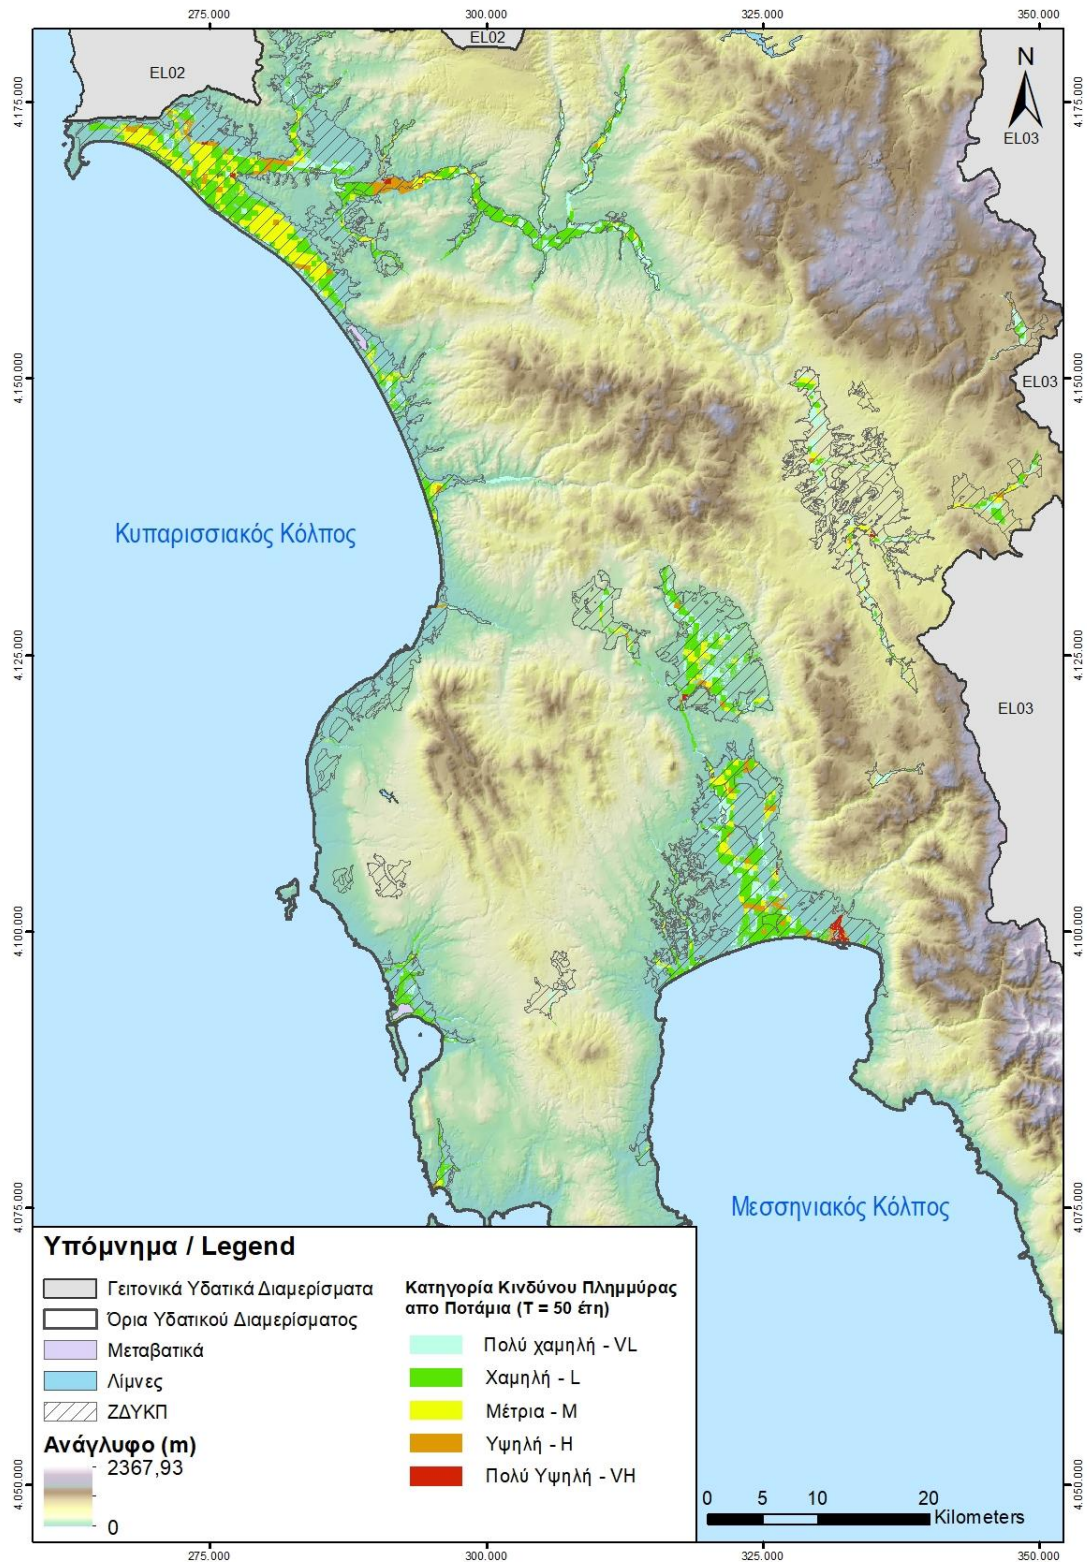 275.000 300.000 325.000 350.000
EL02
EL02
N
4.175.000 4.175.000
EL03
4.150.000 4.150.000
EL03
Κυπαρισσιακός Κόλπος
4.125.000 4.125.000
EL03
4.100.000 4.100.000
Μεσσηνιακός Κόλπος
4.075.000 4.075.000
Υπόμνημα / Legend
Γειτονικά Υδατικά Διαμερίσματα
Όρια Υδατικού Διαμερίσματος
Μεταβατικά
Λίμνες
ΖΔΥΚΠ
Ανάγλυφο (m)
2367,93
0
Κατηγορία Κινδύνου Πλημμύρας
απο Ποτάμια (T = 50 έτη)
Πολύ χαμηλή - VL
Χαμηλή - L
Μέτρια - M
Υψηλή - H
Πολύ Υψηλή - VH
4.050.000 4.050.000
0 5 10 20
Kilometers
275.000 300.000 325.000 350.000